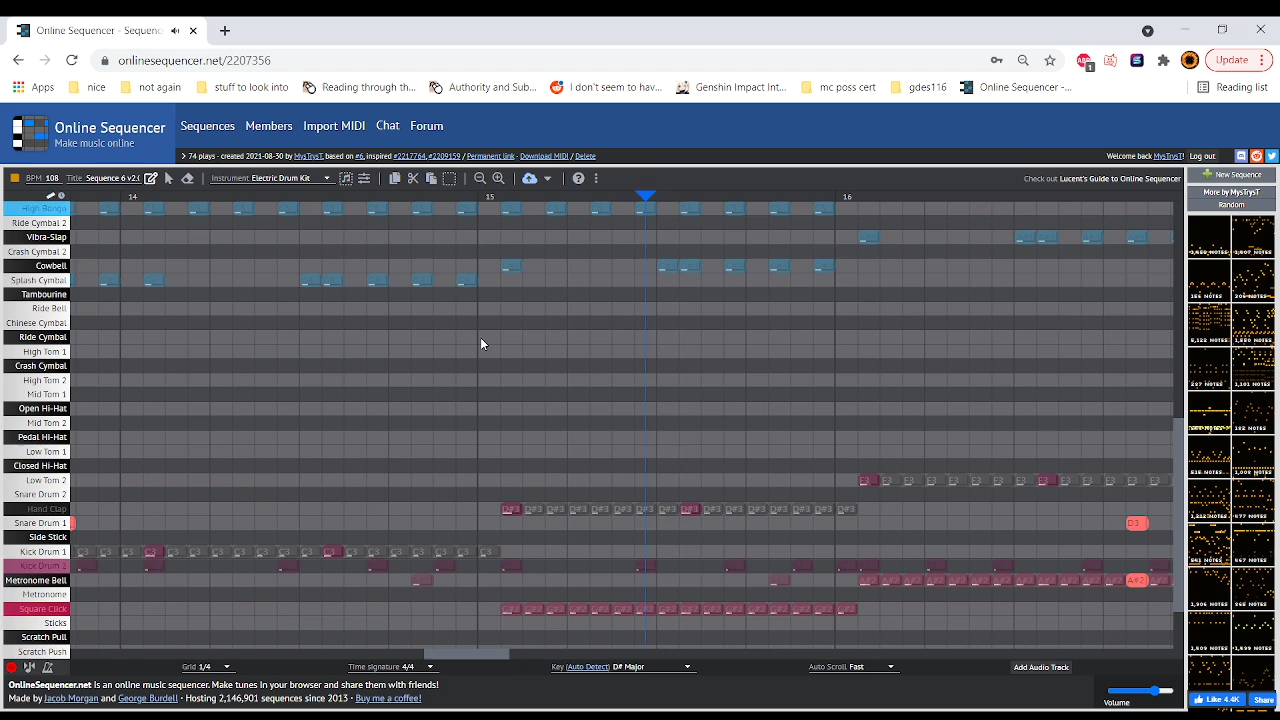 Online Sequencer - Sequenc
onlinesequencer.net/2207356
1
Update
Apps
nice
not again
stuff to look into
Reading through th...
Authority and sub...
I don't seem to hav...
Genshin Impact Int...
mc poss cert
gdes116
Online Sequencer -...
Reading list
Online Sequencer
Make music online
Sequences
Members
Import MIDI
Chat
Forum
74 plays - created 2021-08-30 by MysTrysT, based on #6, inspired #2217764, #2209159 / Permanent link · Download MIDI / Delete
Welcome back MysTrysT! Log out
BPM 108
Title Sequence 6 v2.0
Instrument Electric Drum Kit
Check out Lucent's Guide to Online Sequencer
New Sequence
More by MysTrysT
Random
14
15
16
High Bongo
Ride Cymbal 2
Vibra-Slap
Crash Cymbal 2
Cowbell
Splash Cymbal
Tambourine
Ride Bell
Chinese Cymbal
Ride Cymbal
High Tom 1
Crash Cymbal
High Tom 2
Mid Tom 1
Open Hi-Hat
Mid Tom 2
Pedal Hi-Hat
Low Tom 1
Closed Hi-Hat
Low Tom 2
Snare Drum 2
Hand Clap
Snare Drum 1
D3
Side Stick
Kick Drum 1
Kick Drum 2
Metronome Bell
A#2
Metronome
Square Click
Sticks
Scratch Pull
Scratch Push
Grid 1/4
Time signature 4/4
Key (Auto Detect) D# Major
Auto Scroll Fast
Add Audio Track
OnlineSequencer.net is an online music sequencer. Make tunes in your browser and share them with friends!
Made by Jacob Morgan and George Burdell · Hosting 2,146,901 sequences since 2013 · Buy me a coffee!
Volume
Like 4.4K
Share